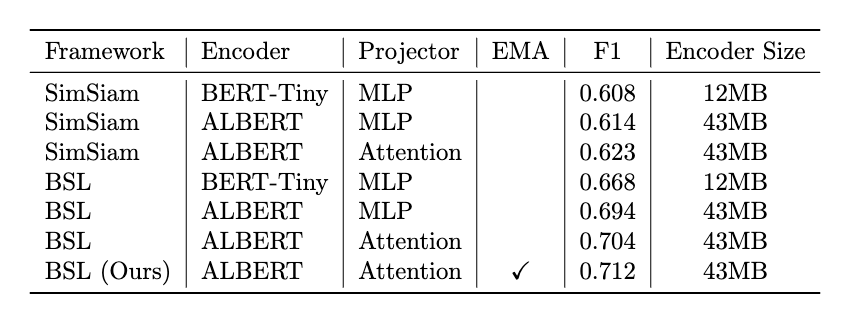 Framework Encoder Projector EMA F1 Encoder Size
SimSiam BERT-Tiny MLP 0.608 12MB
SimSiam ALBERT MLP 0.614 43MB
SimSiam ALBERT Attention 0.623 43MB
BSL BERT-Tiny MLP 0.668 12MB
BSL ALBERT MLP 0.694 43MB
BSL ALBERT Attention 0.704 43MB
BSL (Ours) ALBERT Attention ✓ 0.712 43MB